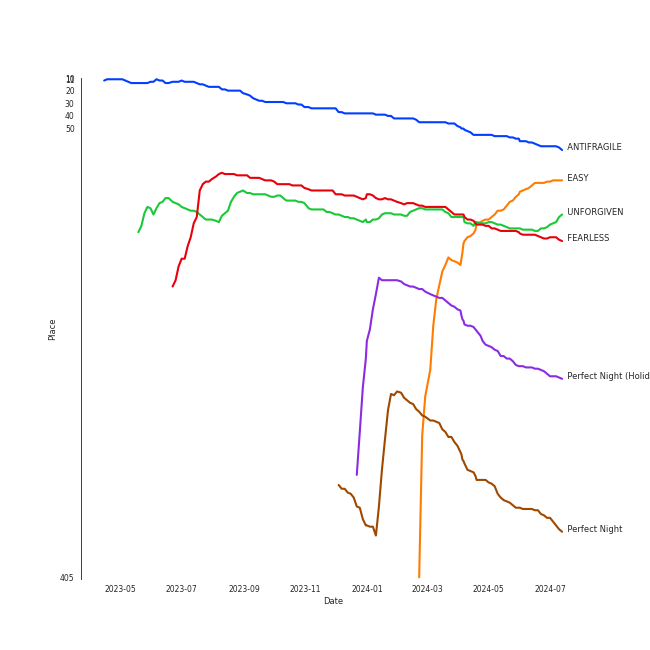 10
20
30
40
50
405
Place
ANTIFRAGILE
EASY
UNFORGIVEN
FEARLESS
Perfect Night (Holid
Perfect Night
2023-05 2023-07 2023-09 2023-11 2024-01 2024-03 2024-05 2024-07
Date